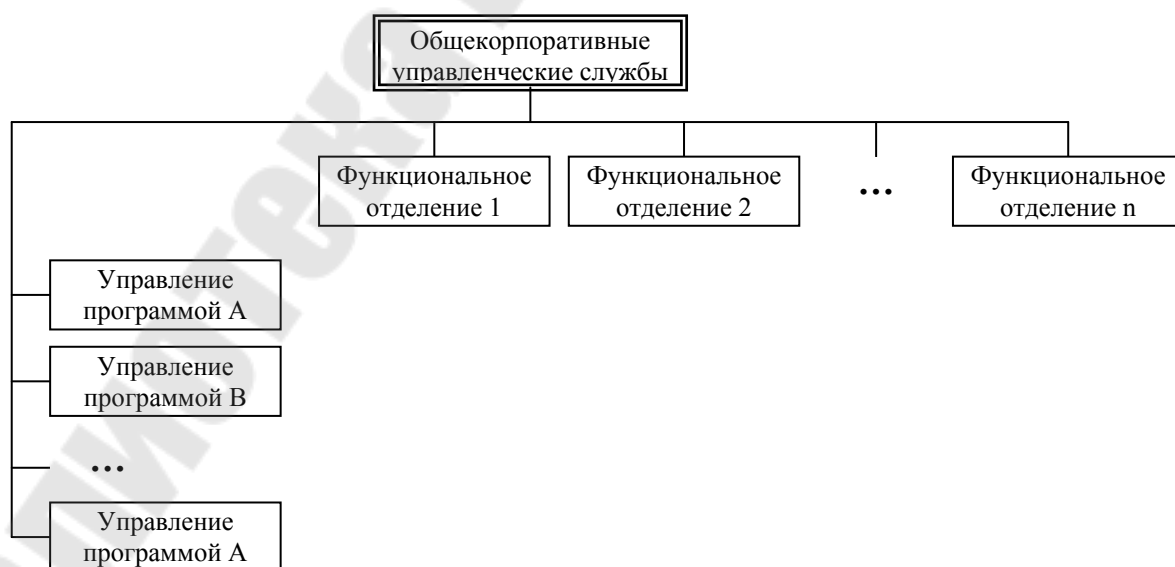 Общекорпоративные
управленческие службы
Функциональное
отделение 1
Функциональное
отделение 2
...
Функциональное
отделение n
Управление
программой А
Управление
программой В
...
Управление
программой А